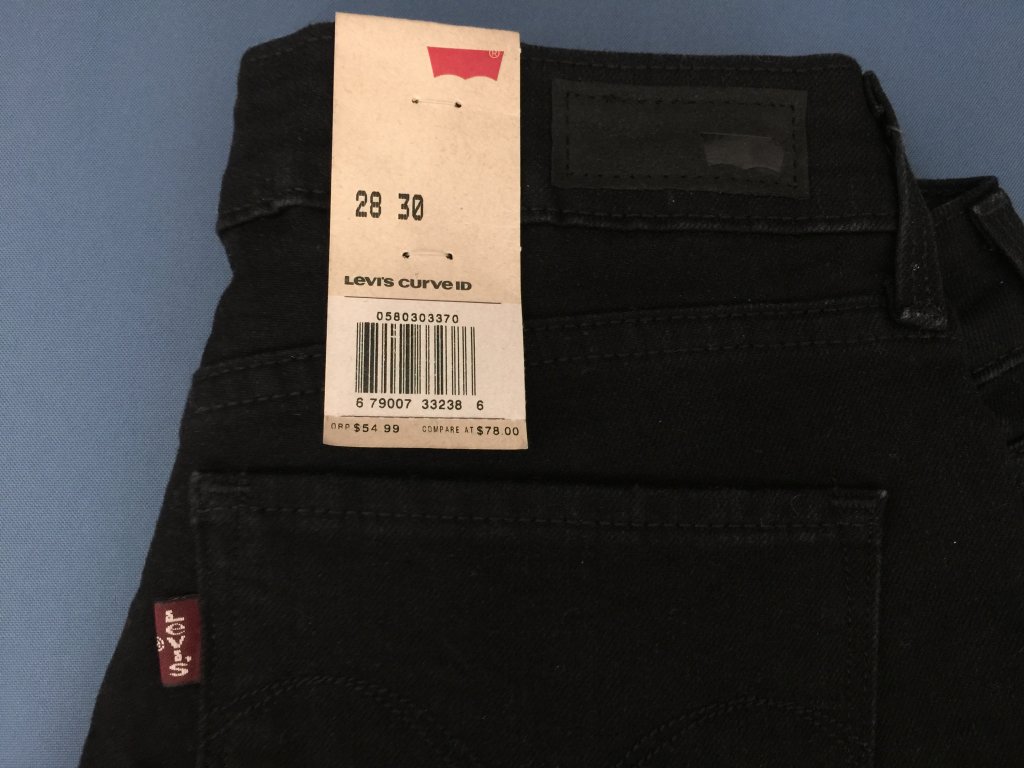 ®
28 30
Levi's curve ID
0580303370
6 79007 33238 6
ORP $54.99 COMPARE AT $78.00
LEVI'S
®